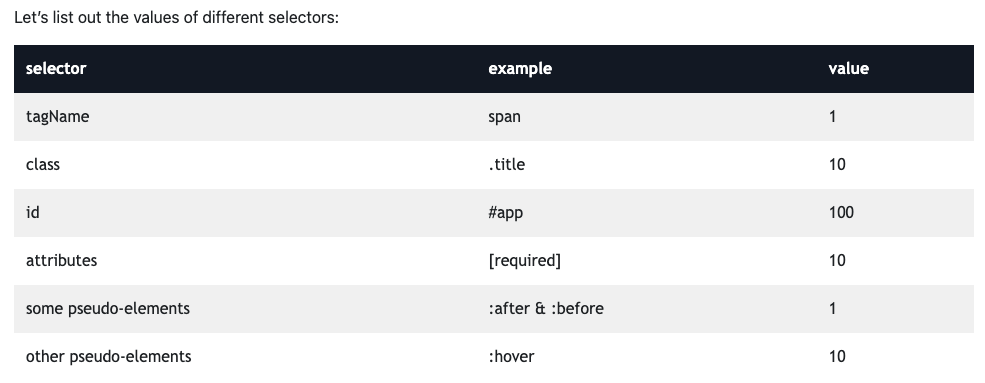 Let's list out the values of different selectors:
selector example value
tagName span 1
class .title 10
id #app 100
attributes [required] 10
some pseudo-elements :after & :before 1
other pseudo-elements :hover 10